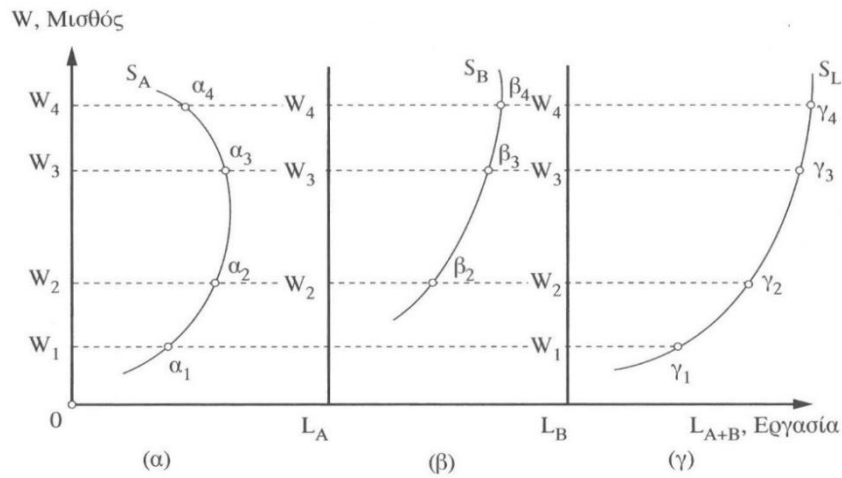 W, Μισθός
S_A α_4 S_B β_4 S_L
W_4 W_4 W_4 γ_4
α_3 β_3
W_3 W_3 W_3 γ_3
α_2 β_2
W_2 W_2 W_2 γ_2
W_1 W_1
α_1 γ_1
0 L_A L_B L_{A+B}, Εργασία
(α) (β) (γ)